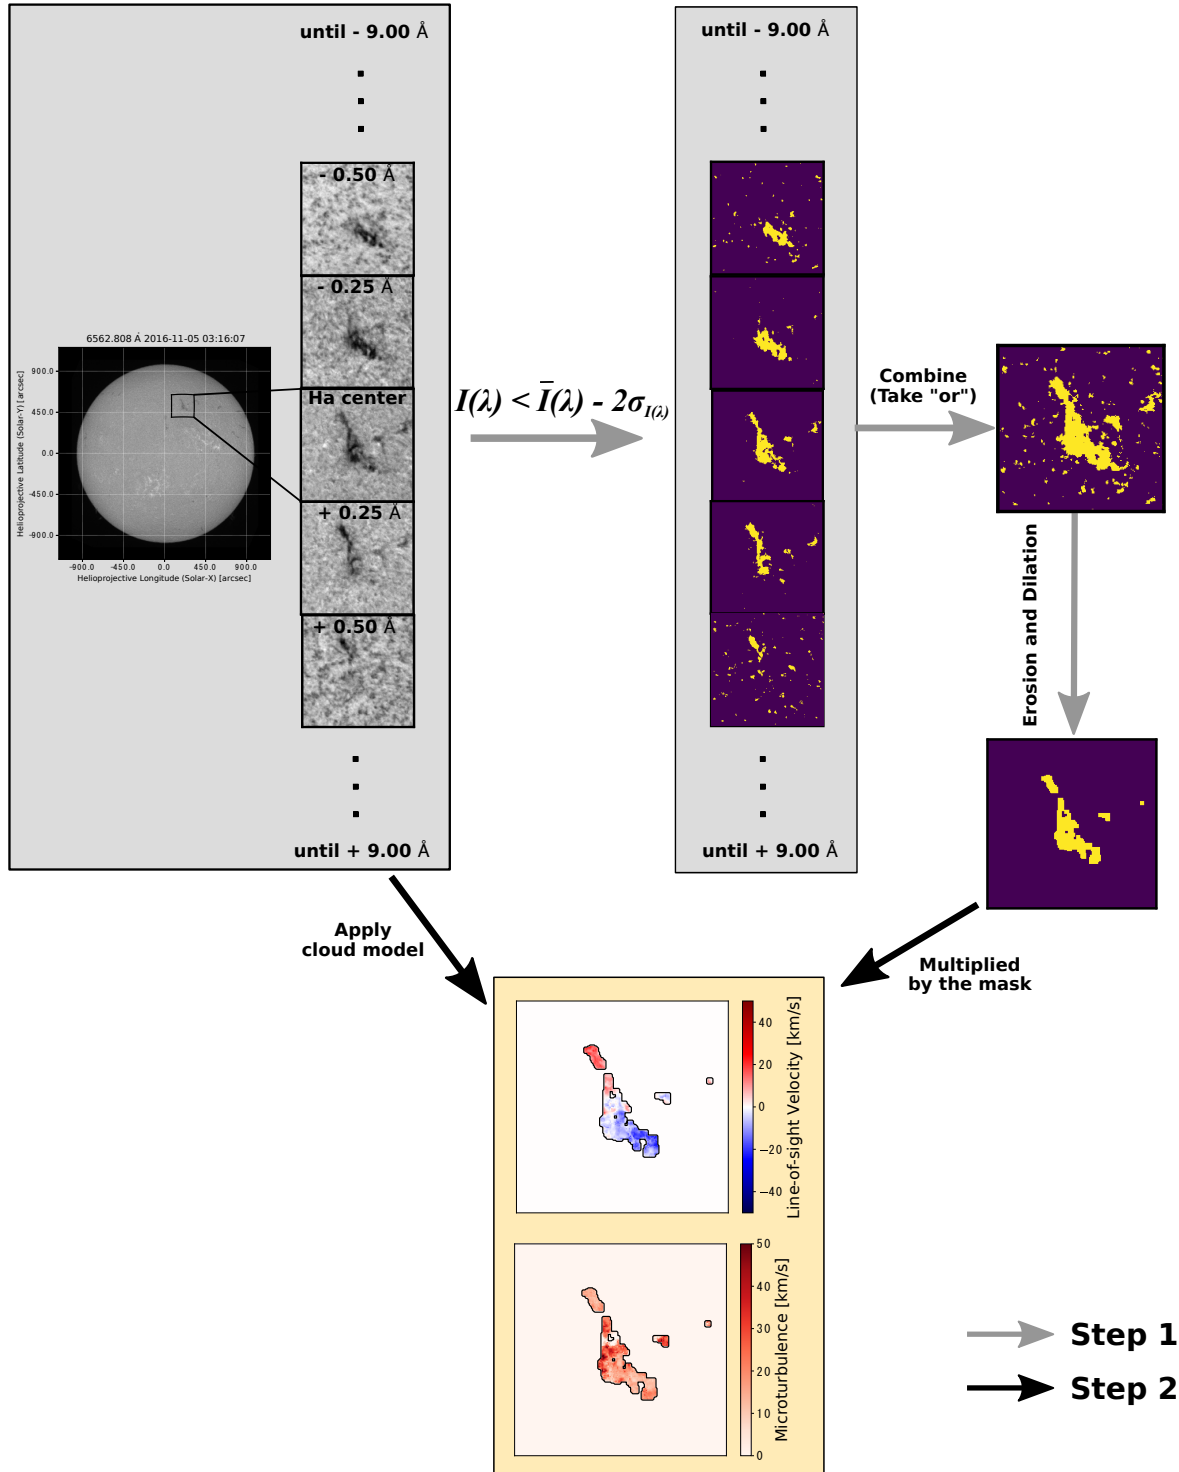 until - 9.00 Å
- 0.50 Å
- 0.25 Å
Ha center
+ 0.25 Å
+ 0.50 Å
until + 9.00 Å
6562.808 Å 2016-11-05 03:16:07
Helioprojective Latitude (Solar-Y) [arcsec]
900.0
450.0
0.0
-450.0
-900.0
-900.0 -450.0 0.0 450.0 900.0
Helioprojective Longitude (Solar-X) [arcsec]
I(λ) < Ī(λ) - 2σI(λ)
until - 9.00 Å
until + 9.00 Å
Combine
(Take "or")
Erosion and Dilation
Apply
cloud model
Multiplied
by the mask
40
20
0
−20
−40
Line-of-sight Velocity [km/s]
50
40
30
20
10
0
Microturbulence [km/s]
Step 1
Step 2